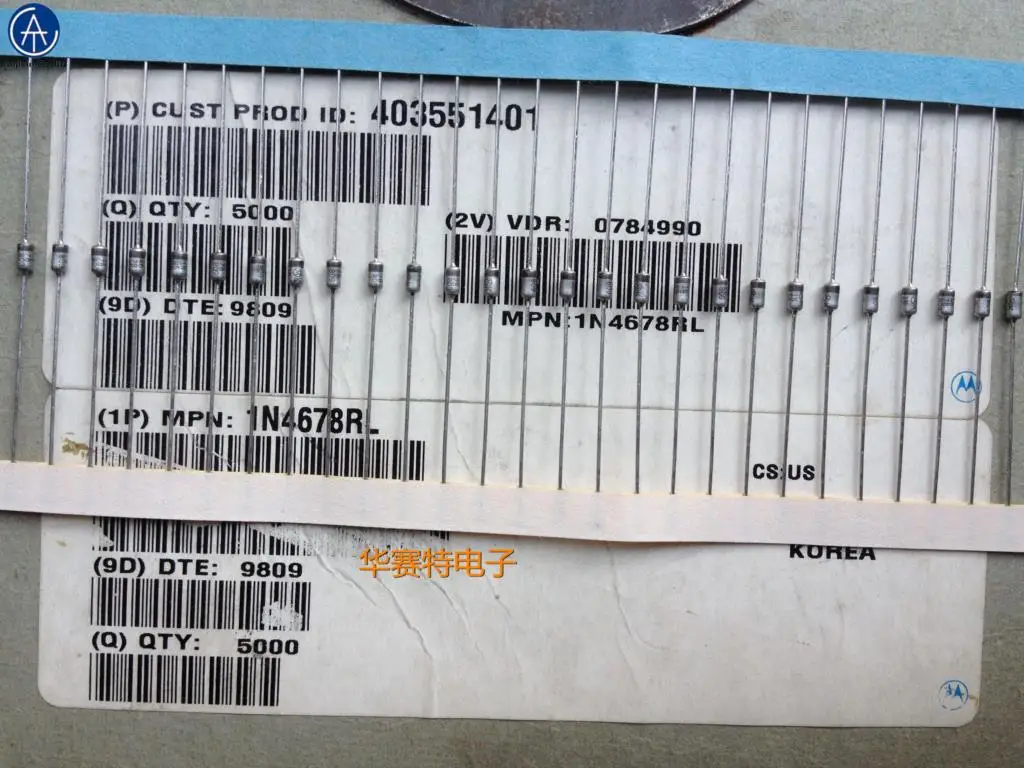 (P) CUST PROD ID: 403551401
(Q) QTY: 5000
(2V) VDR: 0784990
(9D) DTE: 9809
MPN:1N4678RL
(1P) MPN: 1N4678RL
CS:US
KOREA
华赛特电子
(9D) DTE: 9809
(Q) QTY: 5000